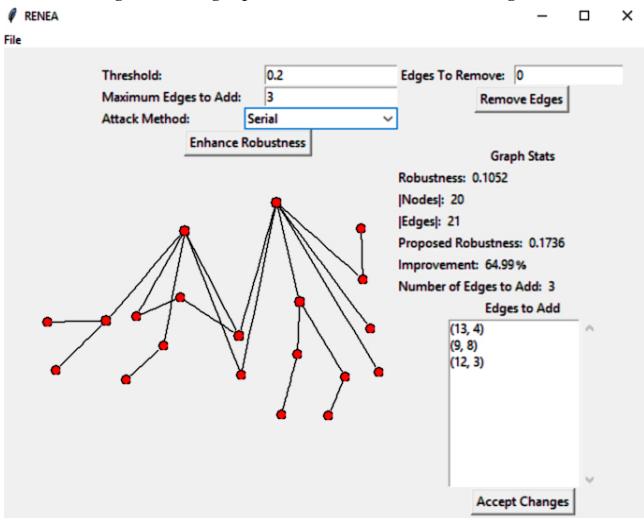 RENEA
File
Threshold: 0.2 Edges To Remove: 0
Maximum Edges to Add: 3 Remove Edges
Attack Method: Serial
Enhance Robustness
Graph Stats
Robustness: 0.1052
|Nodes|: 20
|Edges|: 21
Proposed Robustness: 0.1736
Improvement: 64.99%
Number of Edges to Add: 3
Edges to Add
(13, 4)
(9, 8)
(12, 3)
Accept Changes